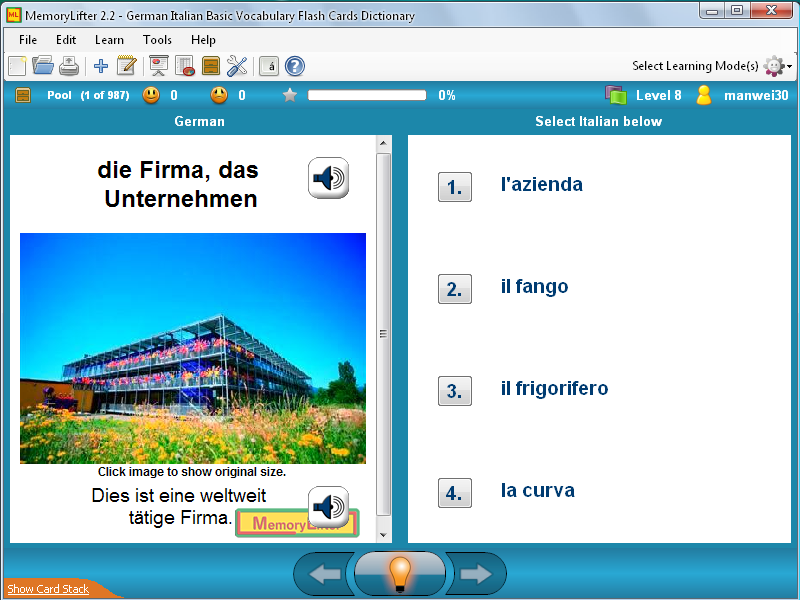 MemoryLifter 2.2 - German Italian Basic Vocabulary Flash Cards Dictionary
File Edit Learn Tools Help
á ? Select Learning Mode(s)
Pool (1 of 987) 0 0 0% Level 8 manwei30
German
die Firma, das
Unternehmen
Click image to show original size.
Dies ist eine weltweit
tätige Firma.
MemoryLifter
Select Italian below
1. l'azienda
2. il fango
3. il frigorifero
4. la curva
Show Card Stack